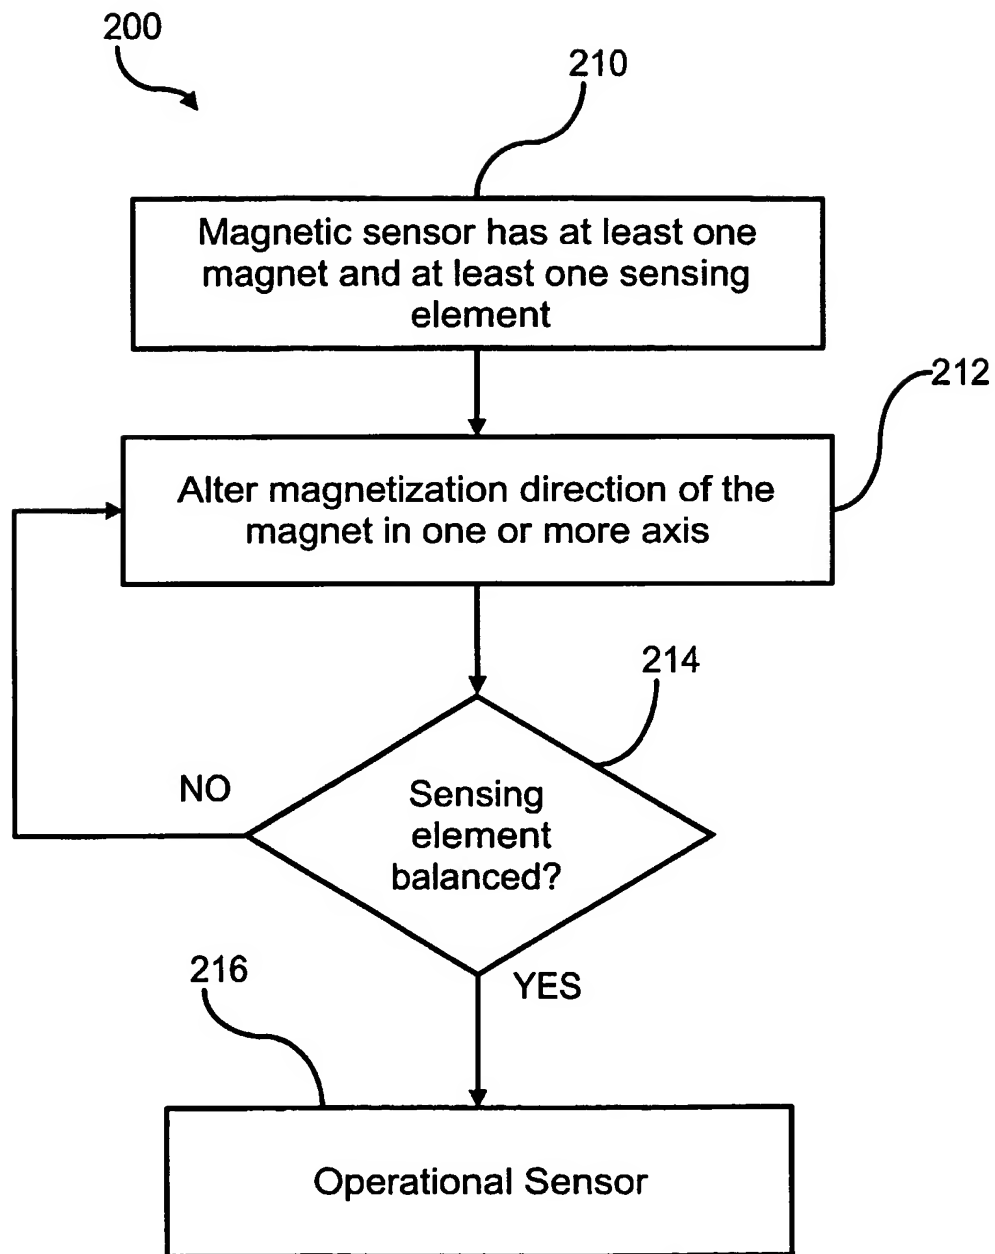 200
210
Magnetic sensor has at least one
magnet and at least one sensing
element
212
Alter magnetization direction of the
magnet in one or more axis
214
NO
Sensing
element
balanced?
216
YES
Operational Sensor